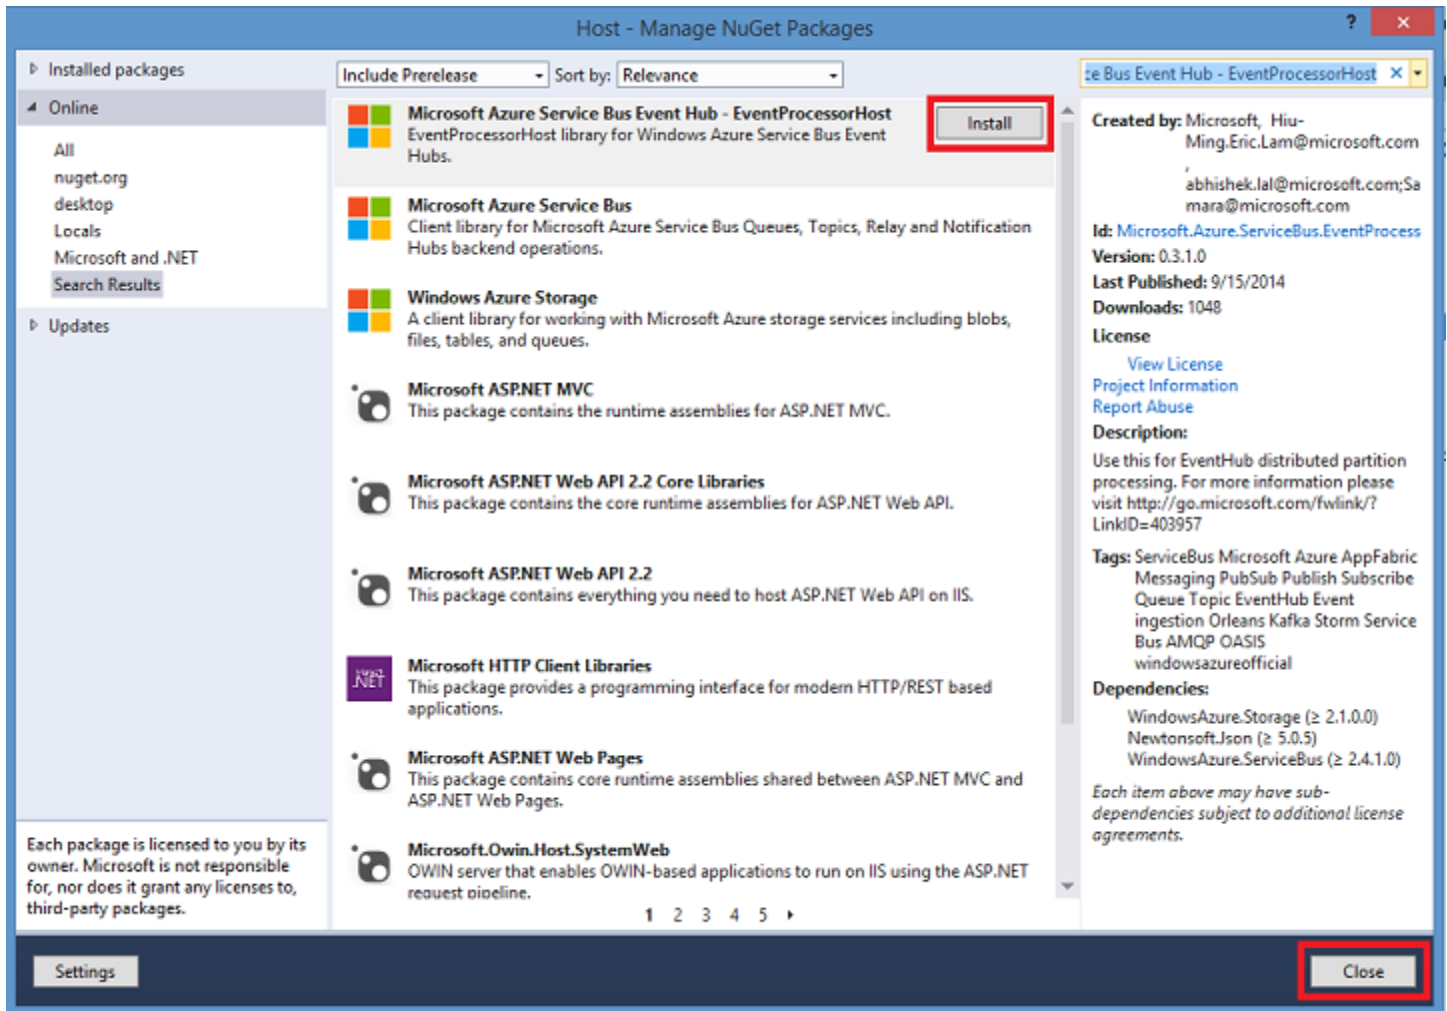 Host - Manage NuGet Packages
?
Installed packages
Online
All
nuget.org
desktop
Locals
Microsoft and .NET
Search Results
Updates
Each package is licensed to you by its
owner. Microsoft is not responsible
for, nor does it grant any licenses to,
third-party packages.
Include Prerelease
Sort by: Relevance
Microsoft Azure Service Bus Event Hub - EventProcessorHost
EventProcessorHost library for Windows Azure Service Bus Event
Hubs.
Install
Microsoft Azure Service Bus
Client library for Microsoft Azure Service Bus Queues, Topics, Relay and Notification
Hubs backend operations.
Windows Azure Storage
A client library for working with Microsoft Azure storage services including blobs,
files, tables, and queues.
Microsoft ASP.NET MVC
This package contains the runtime assemblies for ASP.NET MVC.
Microsoft ASP.NET Web API 2.2 Core Libraries
This package contains the core runtime assemblies for ASP.NET Web API.
Microsoft ASP.NET Web API 2.2
This package contains everything you need to host ASP.NET Web API on IIS.
.NET
Microsoft HTTP Client Libraries
This package provides a programming interface for modern HTTP/REST based
applications.
Microsoft ASP.NET Web Pages
This package contains core runtime assemblies shared between ASP.NET MVC and
ASP.NET Web Pages.
Microsoft.Owin.Host.SystemWeb
OWIN server that enables OWIN-based applications to run on IIS using the ASP.NET
request pipeline.
1 2 3 4 5
ce Bus Event Hub - EventProcessorHost
Created by: Microsoft, Hiu-
Ming.Eric.Lam@microsoft.com
,
abhishek.lal@microsoft.com;Sa
mara@microsoft.com
Id: Microsoft.Azure.ServiceBus.EventProcess
Version: 0.3.1.0
Last Published: 9/15/2014
Downloads: 1048
License
View License
Project Information
Report Abuse
Description:
Use this for EventHub distributed partition
processing. For more information please
visit http://go.microsoft.com/fwlink/?
LinkID=403957
Tags: ServiceBus Microsoft Azure AppFabric
Messaging PubSub Publish Subscribe
Queue Topic EventHub Event
ingestion Orleans Kafka Storm Service
Bus AMQP OASIS
windowsazureofficial
Dependencies:
WindowsAzure.Storage (≥ 2.1.0.0)
Newtonsoft.Json (≥ 5.0.5)
WindowsAzure.ServiceBus (≥ 2.4.1.0)
Each item above may have sub-
dependencies subject to additional license
agreements.
Settings
Close